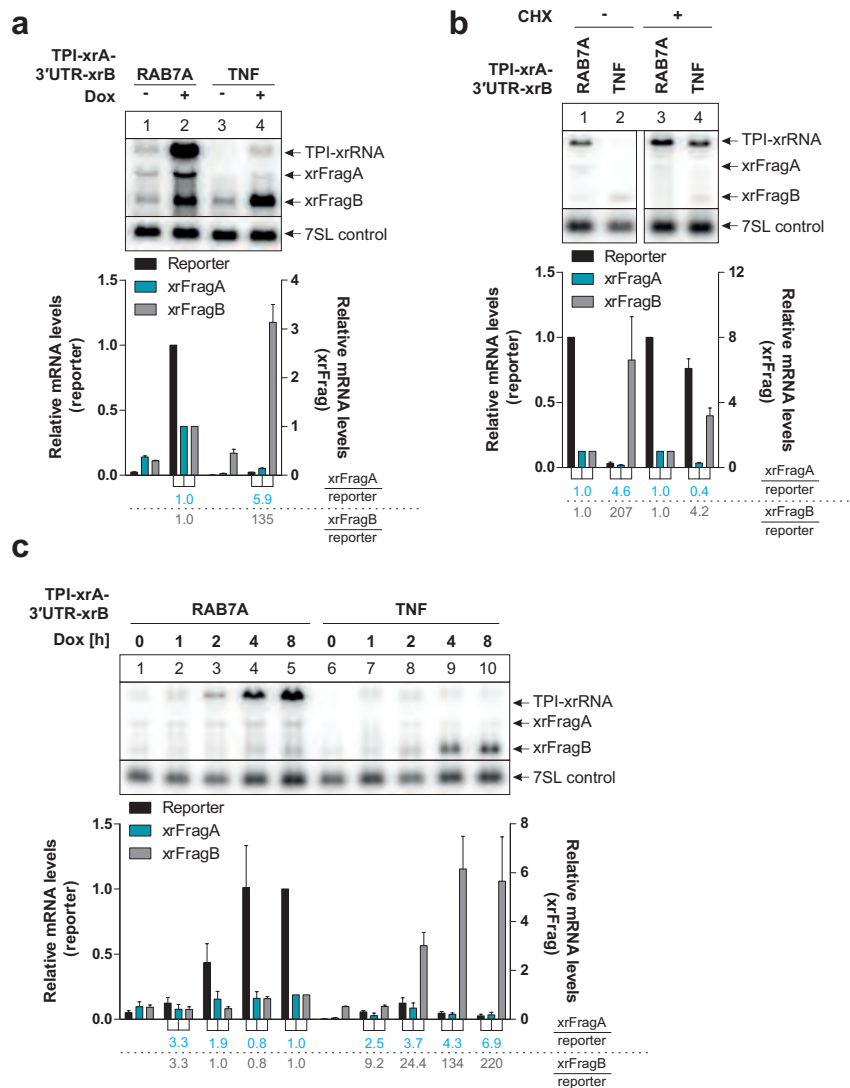 a
TPI-xrA-
3′UTR-xrB
RAB7A TNF
Dox - + - +
1 2 3 4
TPI-xrRNA
xrFragA
xrFragB
7SL control
Reporter
xrFragA
xrFragB
Relative mRNA levels
(reporter)
1.5
1.0
0.5
0.0
4
3
2
1
0
Relative mRNA levels
(xrFrag)
1.0 5.9 xrFragA
reporter
1.0 135 xrFragB
reporter
b
CHX - +
TPI-xrA-
3′UTR-xrB
RAB7A TNF RAB7A TNF
1 2 3 4
TPI-xrRNA
xrFragA
xrFragB
7SL control
Reporter
xrFragA
xrFragB
Relative mRNA levels
(reporter)
1.5
1.0
0.5
0.0
12
8
4
0
Relative mRNA levels
(xrFrag)
1.0 4.6 1.0 0.4 xrFragA
reporter
1.0 207 1.0 4.2 xrFragB
reporter
c
TPI-xrA-
3′UTR-xrB
RAB7A TNF
Dox [h] 0 1 2 4 8 0 1 2 4 8
1 2 3 4 5 6 7 8 9 10
TPI-xrRNA
xrFragA
xrFragB
7SL control
Reporter
xrFragA
xrFragB
Relative mRNA levels
(reporter)
1.5
1.0
0.5
0.0
8
6
4
2
0
Relative mRNA levels
(xrFrag)
3.3 1.9 0.8 1.0 2.5 3.7 4.3 6.9 xrFragA
reporter
3.3 1.0 0.8 1.0 9.2 24.4 134 220 xrFragB
reporter